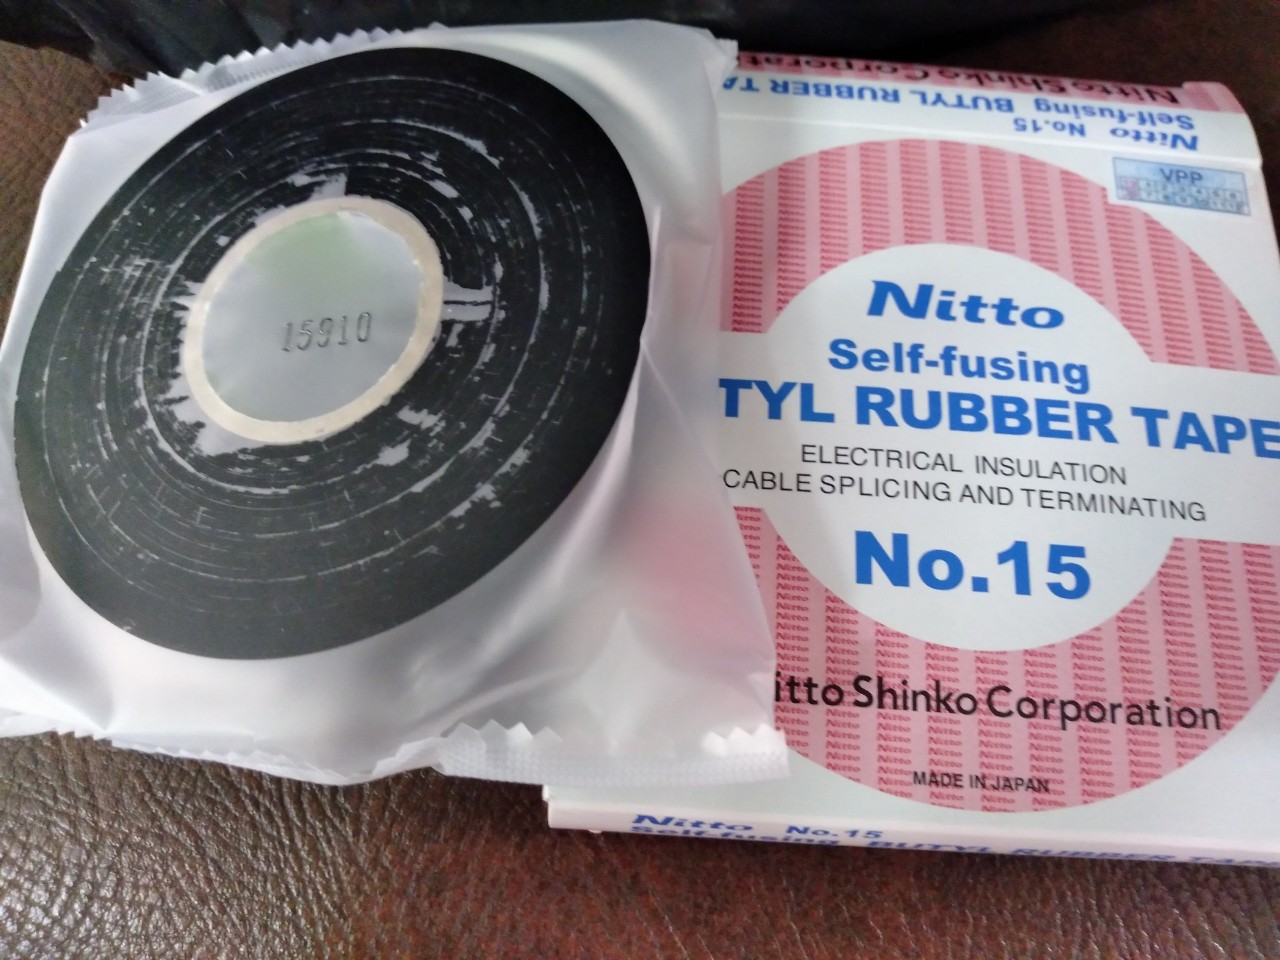 15910
Nitto Shinko Corporati
Self-fusing BUTYL RUBBER TA
Nitto No.15
VPP
Nitto
Self-fusing
TYL RUBBER TAPE
ELECTRICAL INSULATION
CABLE SPLICING AND TERMINATING
No.15
itto Shinko Corporation
MADE IN JAPAN
Nitto No.15
Self-fusing BUTYL RUBBER TAP